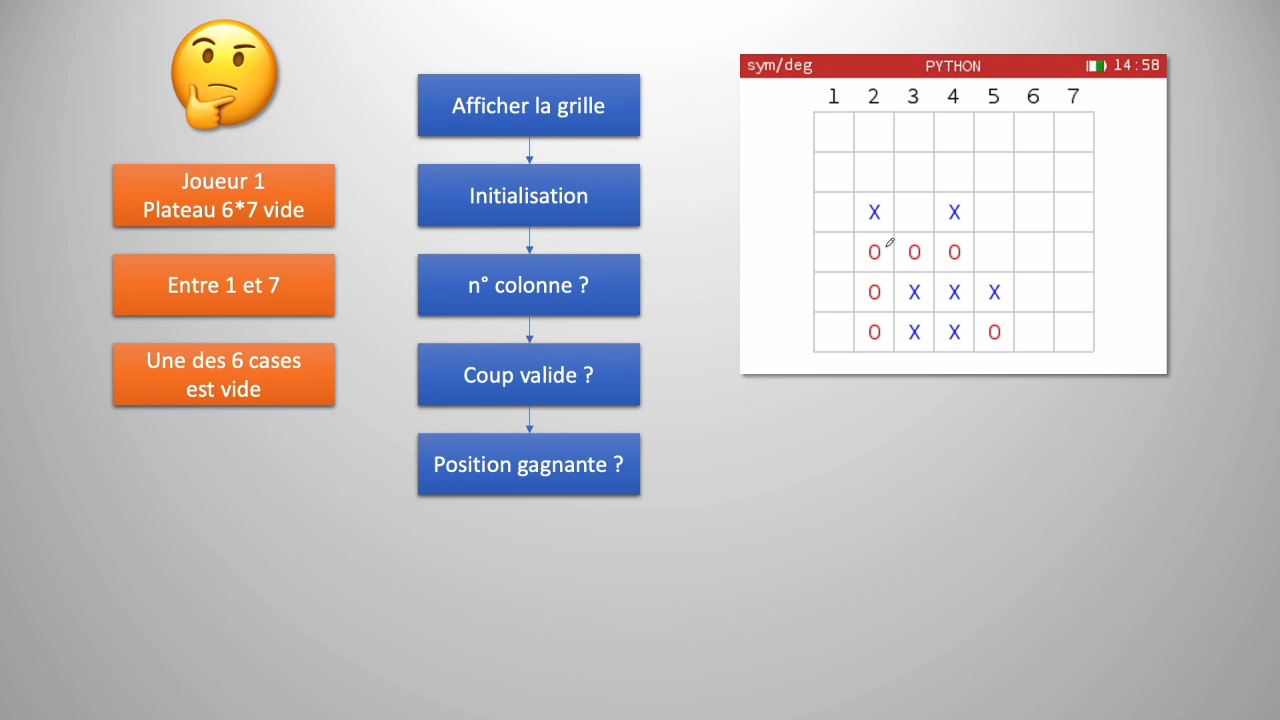 Joueur 1
Plateau 6*7 vide
Entre 1 et 7
Une des 6 cases
est vide
Afficher la grille
Initialisation
n° colonne ?
Coup valide ?
Position gagnante ?
sym/deg PYTHON 14:58
1 2 3 4 5 6 7
X X
O O O
O X X X
O X X O